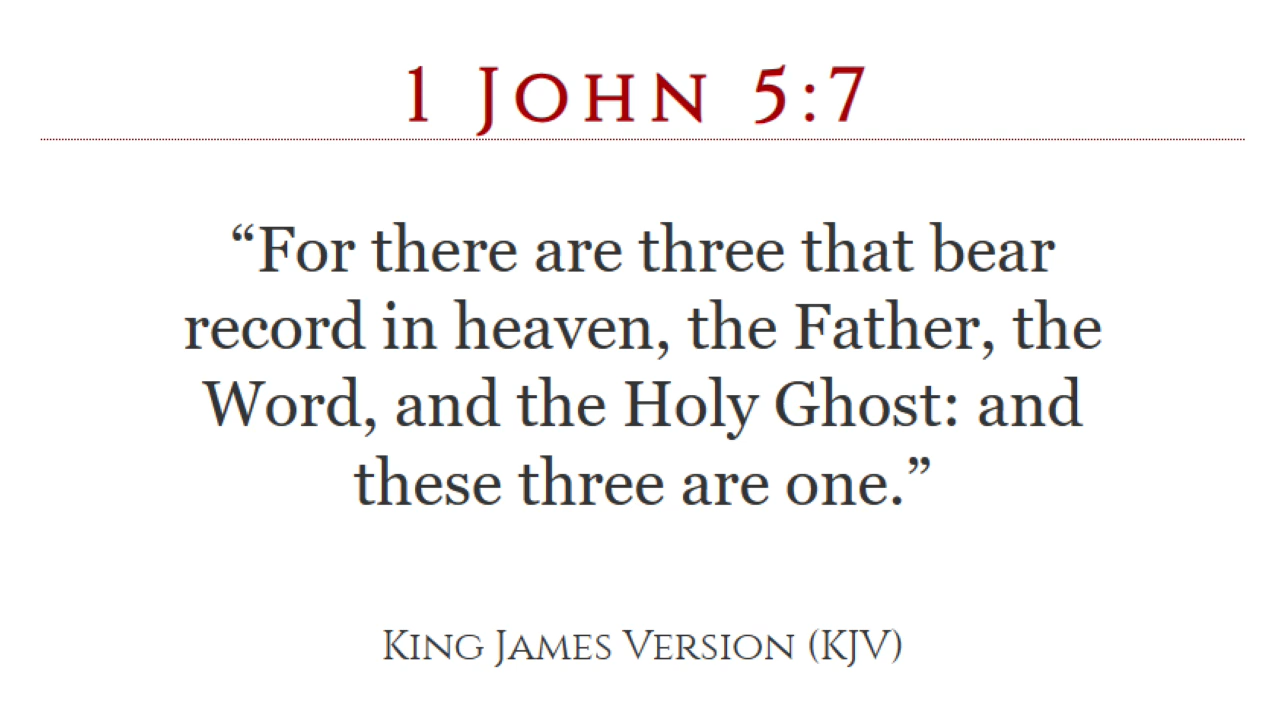 1 John 5:7
“For there are three that bear
record in heaven, the Father, the
Word, and the Holy Ghost: and
these three are one.”
King James Version (KJV)